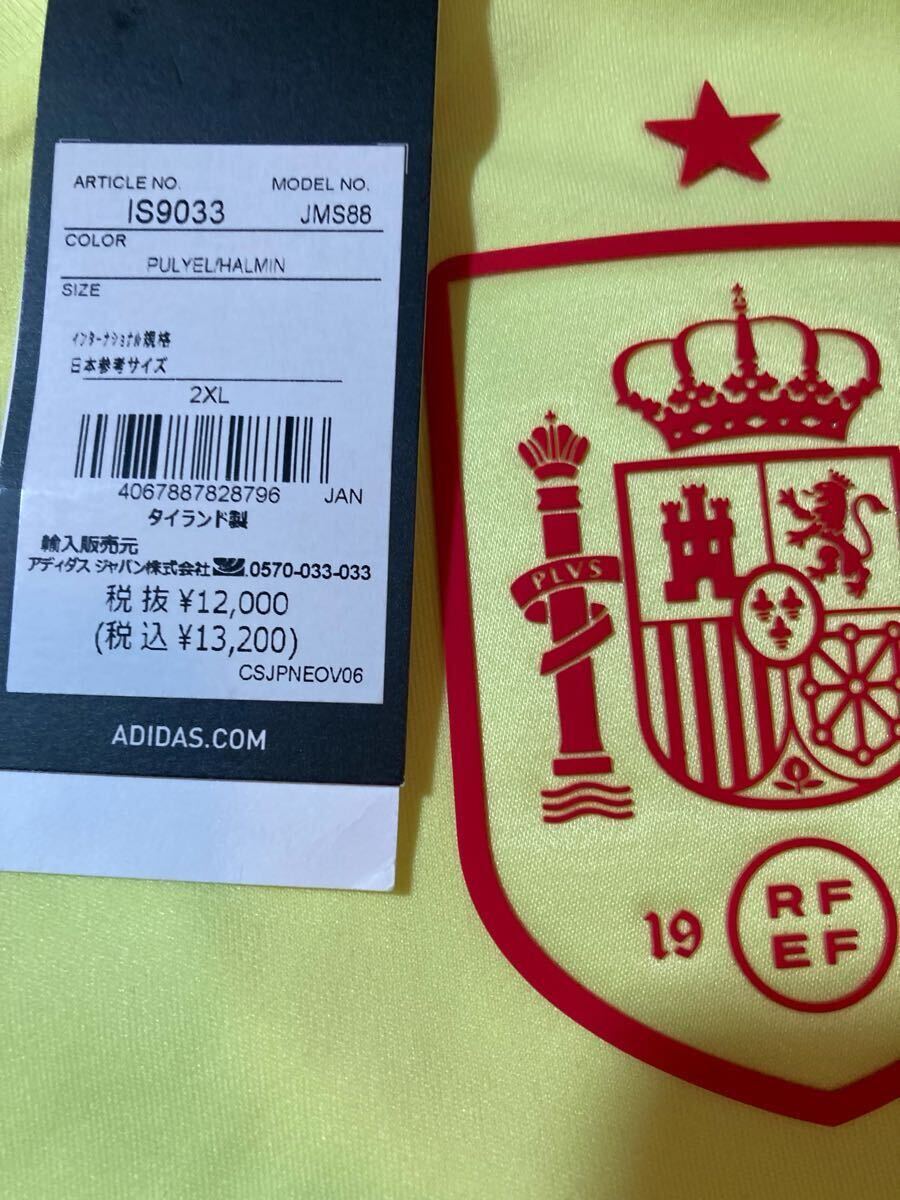 ARTICLE NO. MODEL NO.
IS9033 JMS88
COLOR
PULYEL/HALMIN
SIZE
インターナショナル規格
日本参考サイズ
2XL
4067887828796 JAN
タイランド製
輸入販売元
アディダス ジャパン株式会社 0570-033-033
税抜 ¥12,000
(税込 ¥13,200)
CSJPNEOV06
ADIDAS.COM
PLVS
19
RF
EF